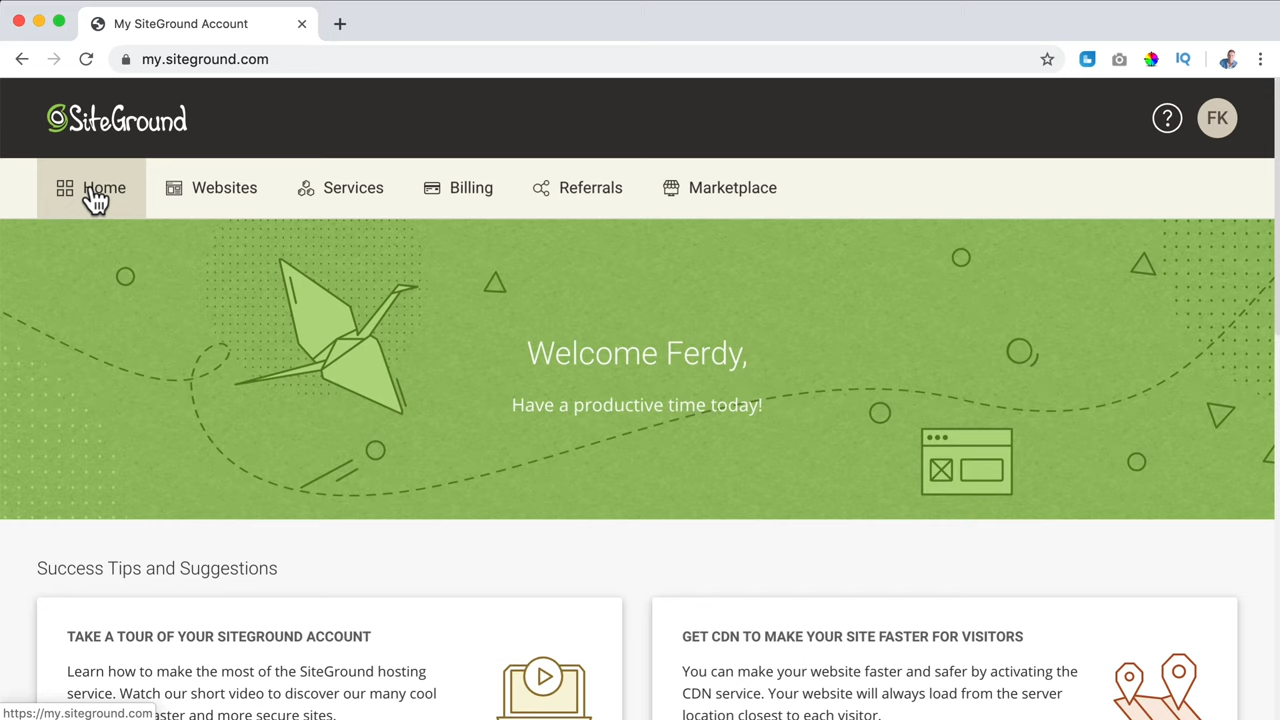 My SiteGround Account
my.siteground.com
IQ
SiteGround
?
FK
Home
Websites
Services
Billing
Referrals
Marketplace
Welcome Ferdy,
Have a productive time today!
Success Tips and Suggestions
TAKE A TOUR OF YOUR SITEGROUND ACCOUNT
Learn how to make the most of the SiteGround hosting
service. Watch our short video to discover our many cool
aster and more secure sites.
GET CDN TO MAKE YOUR SITE FASTER FOR VISITORS
You can make your website faster and safer by activating the
CDN service. Your website will always load from the server
location closest to each visitor.
https://my.siteground.com